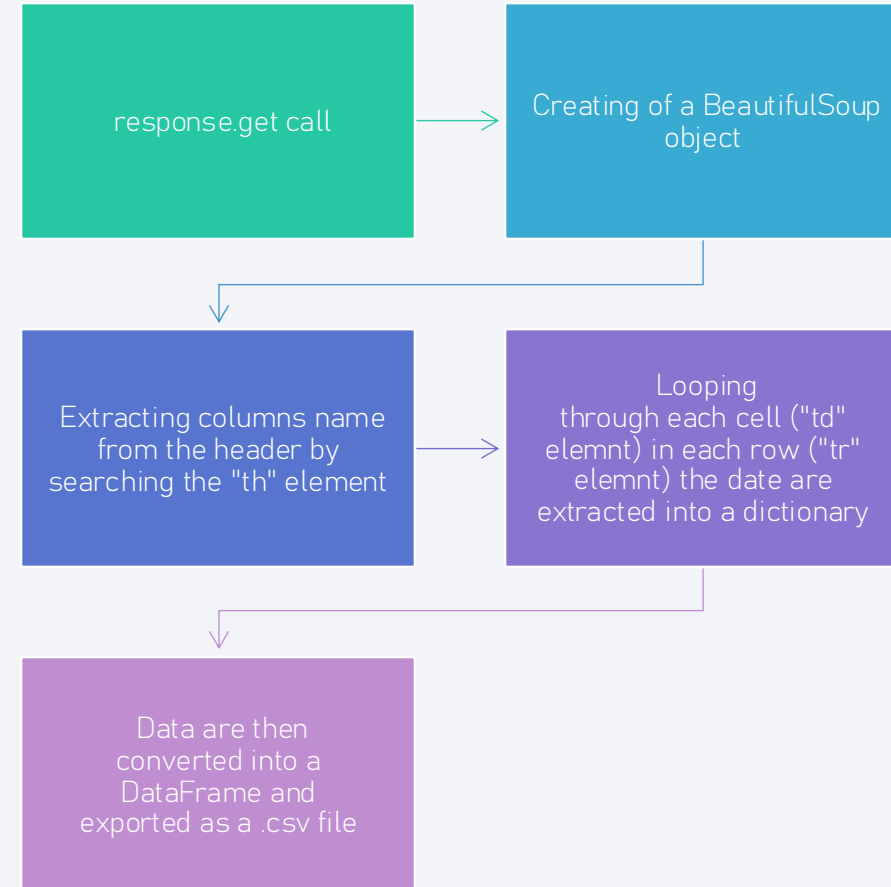 response.get call
Creating of a BeautifulSoup
object
Extracting columns name
from the header by
searching the "th" element
Looping
through each cell ("td"
elemnt) in each row ("tr"
elemnt) the date are
extracted into a dictionary
Data are then
converted into a
DataFrame and
exported as a .csv file